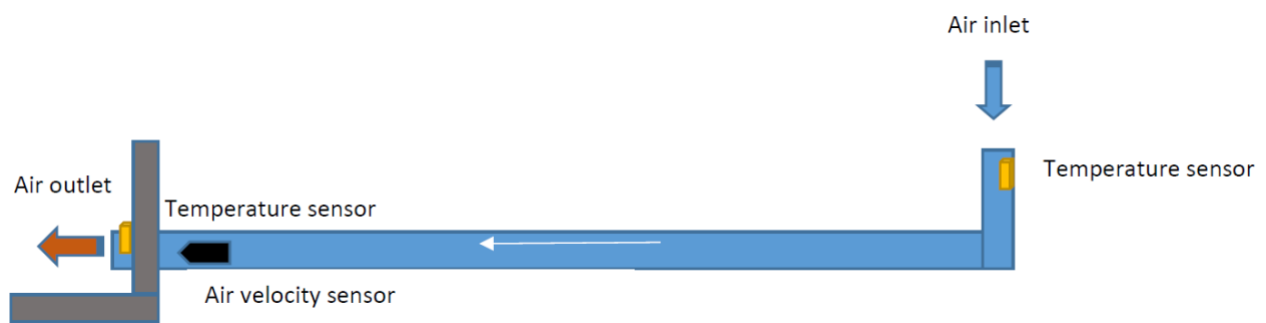 Air inlet
Temperature sensor
Air outlet
Temperature sensor
Air velocity sensor